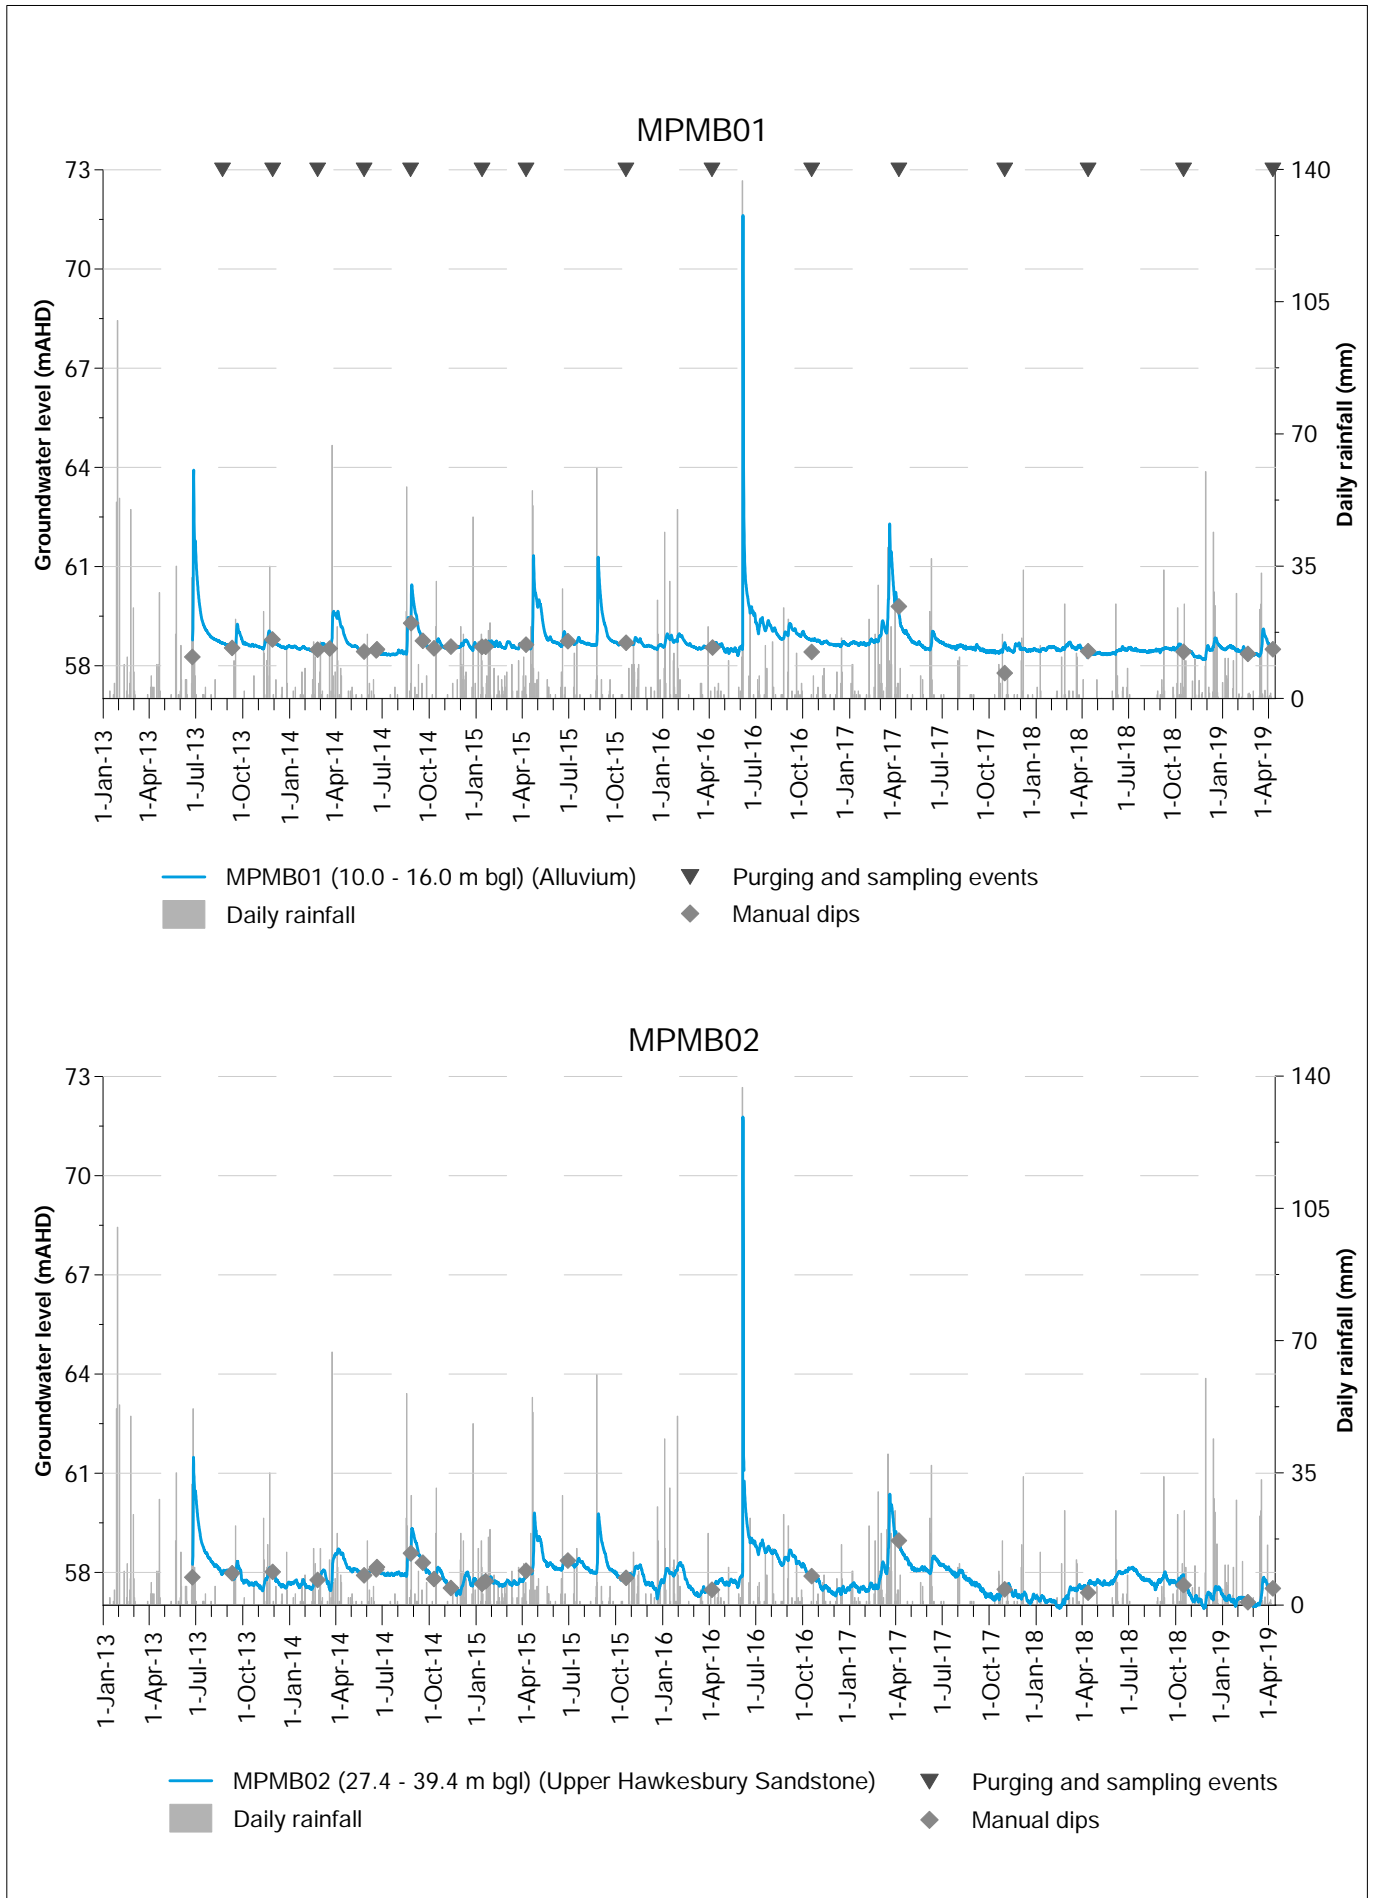 MPMB01
73
70
67
64
61
58
Groundwater level (mAHD)
140
105
70
35
0
Daily rainfall (mm)
1-Jan-13
1-Apr-13
1-Jul-13
1-Oct-13
1-Jan-14
1-Apr-14
1-Jul-14
1-Oct-14
1-Jan-15
1-Apr-15
1-Jul-15
1-Oct-15
1-Jan-16
1-Apr-16
1-Jul-16
1-Oct-16
1-Jan-17
1-Apr-17
1-Jul-17
1-Oct-17
1-Jan-18
1-Apr-18
1-Jul-18
1-Oct-18
1-Jan-19
1-Apr-19
MPMB01 (10.0 - 16.0 m bgl) (Alluvium)
Purging and sampling events
Daily rainfall
Manual dips
MPMB02
73
70
67
64
61
58
Groundwater level (mAHD)
140
105
70
35
0
Daily rainfall (mm)
1-Jan-13
1-Apr-13
1-Jul-13
1-Oct-13
1-Jan-14
1-Apr-14
1-Jul-14
1-Oct-14
1-Jan-15
1-Apr-15
1-Jul-15
1-Oct-15
1-Jan-16
1-Apr-16
1-Jul-16
1-Oct-16
1-Jan-17
1-Apr-17
1-Jul-17
1-Oct-17
1-Jan-18
1-Apr-18
1-Jul-18
1-Oct-18
1-Jan-19
1-Apr-19
MPMB02 (27.4 - 39.4 m bgl) (Upper Hawkesbury Sandstone)
Purging and sampling events
Daily rainfall
Manual dips